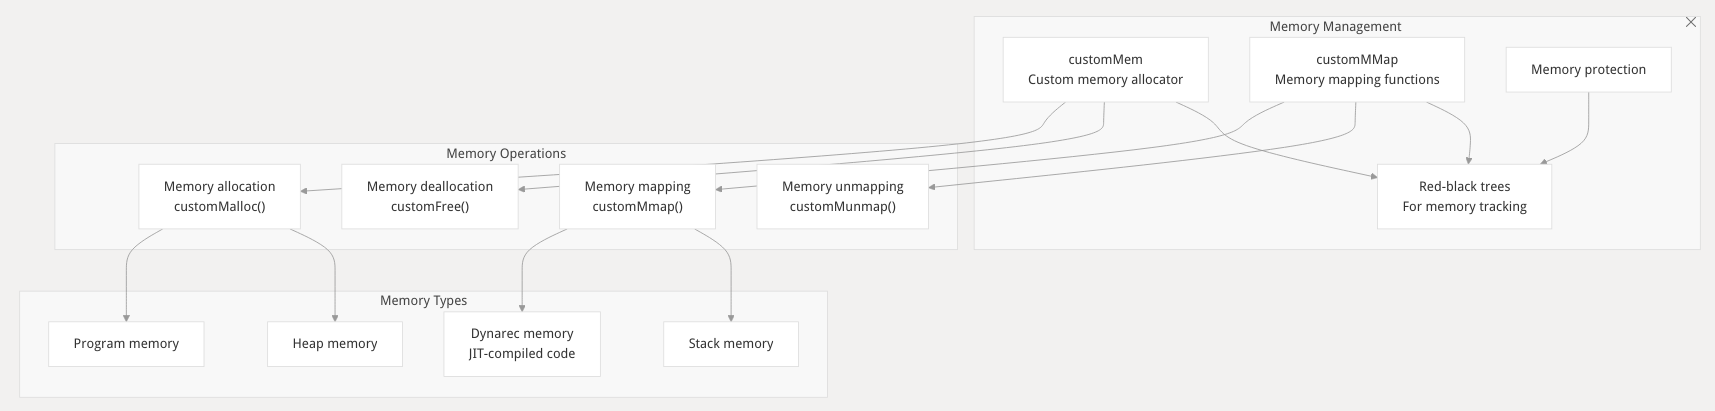 Memory Management
customMem
Custom memory allocator
customMMap
Memory mapping functions
Memory protection
Red-black trees
For memory tracking
Memory Operations
Memory allocation
customMalloc()
Memory deallocation
customFree()
Memory mapping
customMmap()
Memory unmapping
customMunmap()
Memory Types
Program memory
Heap memory
Dynarec memory
JIT-compiled code
Stack memory